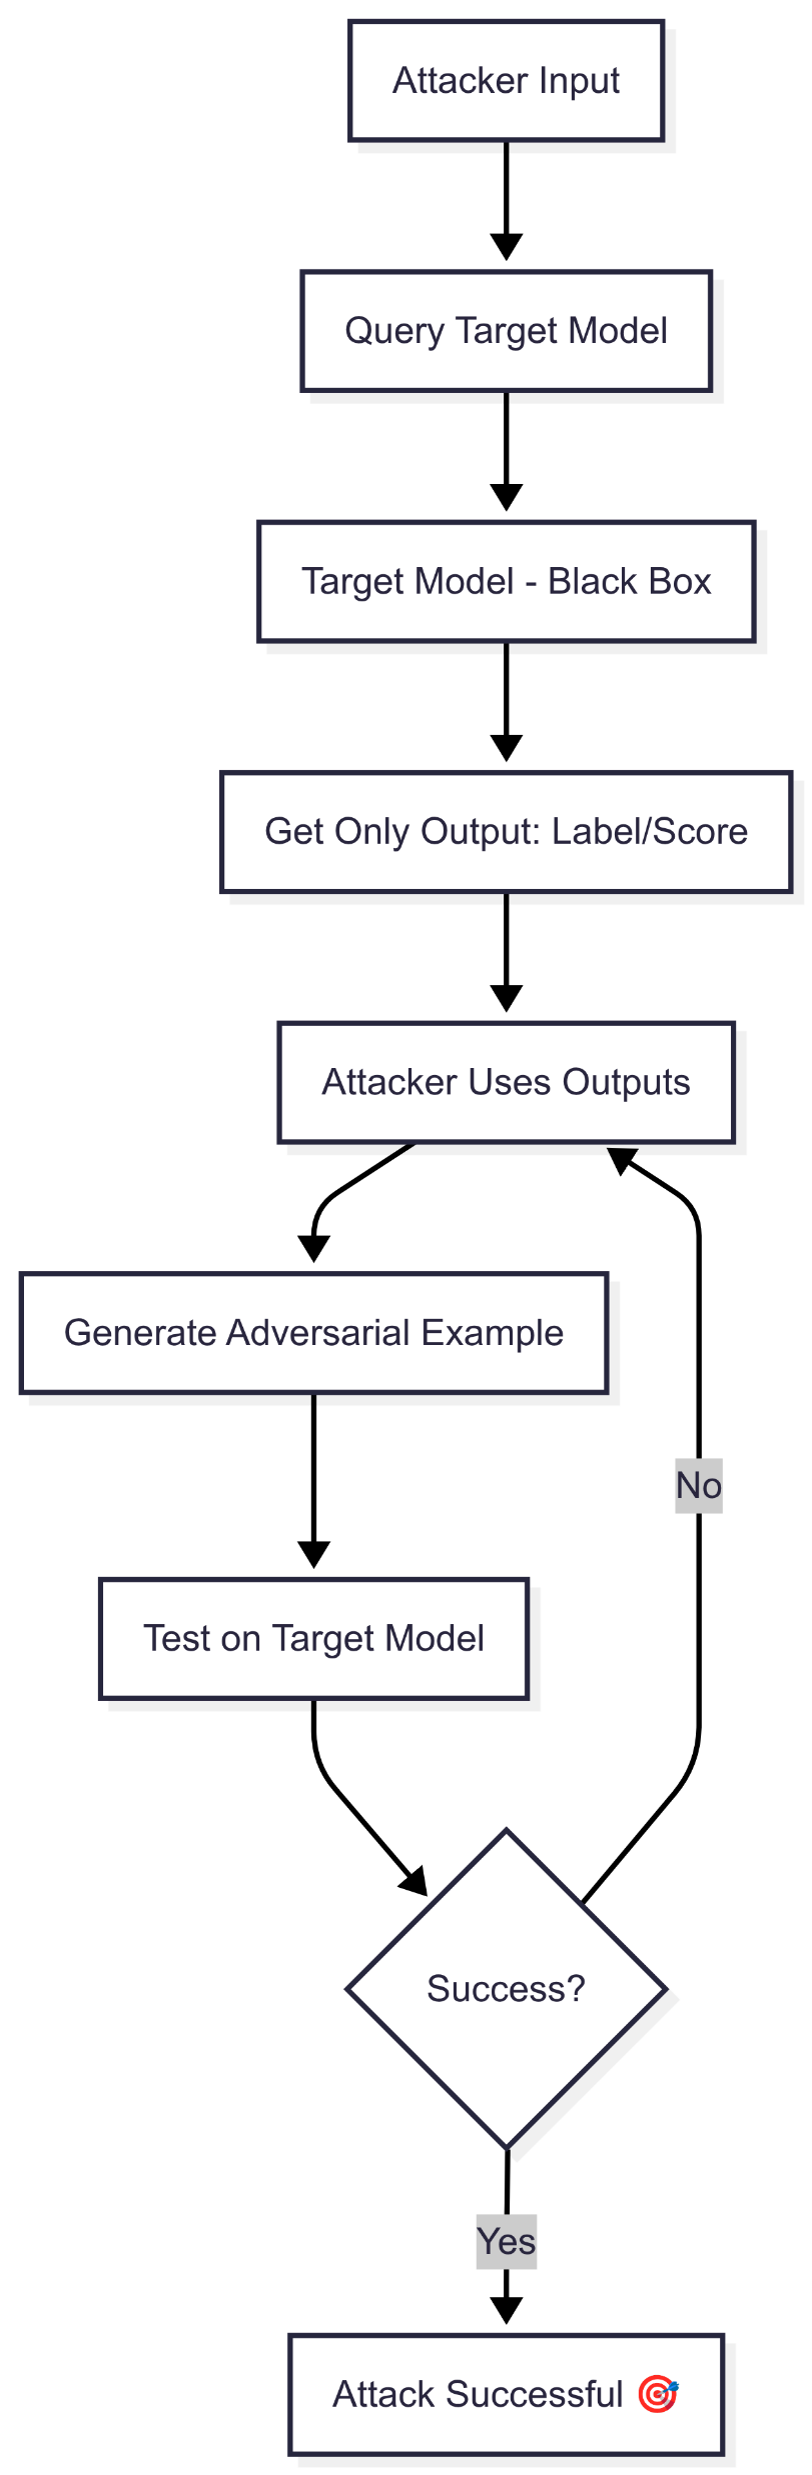 Attacker Input
Query Target Model
Target Model - Black Box
Get Only Output: Label/Score
Attacker Uses Outputs
Generate Adversarial Example
No
Test on Target Model
Success?
Yes
Attack Successful 🎯